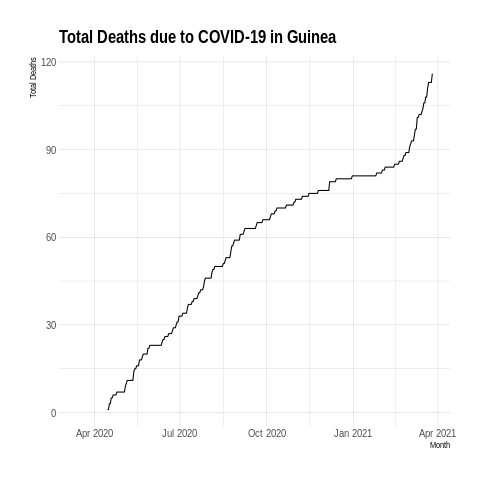 Total Deaths due to COVID-19 in Guinea
Total Deaths
120
90
60
30
0
Apr 2020 Jul 2020 Oct 2020 Jan 2021 Apr 2021
Month